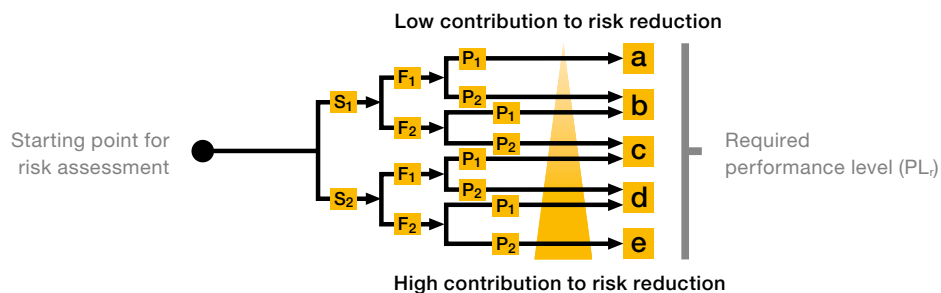 Low contribution to risk reduction
P₁ a
F₁
P₂ b
S₁ P₁
F₂
P₂ c
Starting point for
risk assessment
Required
performance level (PLᵣ)
P₁
F₁
P₂ d
S₂ P₁
F₂
P₂ e
High contribution to risk reduction